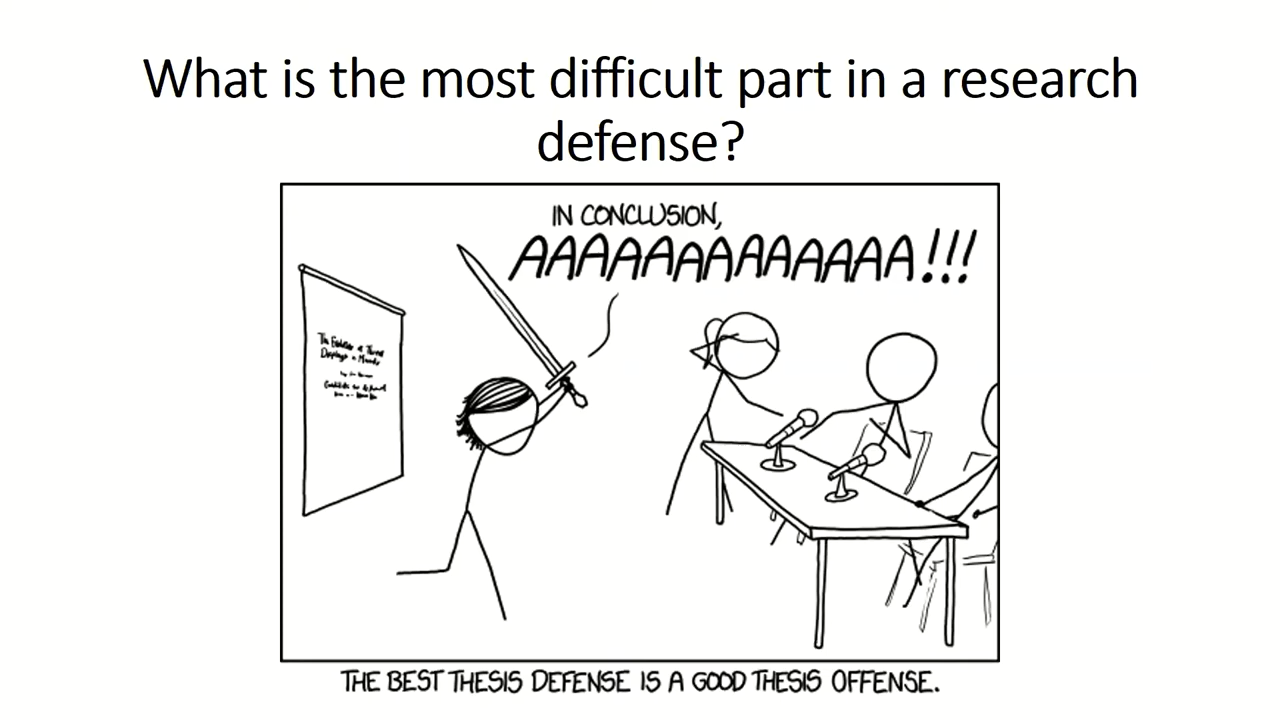 What is the most difficult part in a research
defense?
IN CONCLUSION,
AAAAAAAAAAAAA!!!
THE BEST THESIS DEFENSE IS A GOOD THESIS OFFENSE.